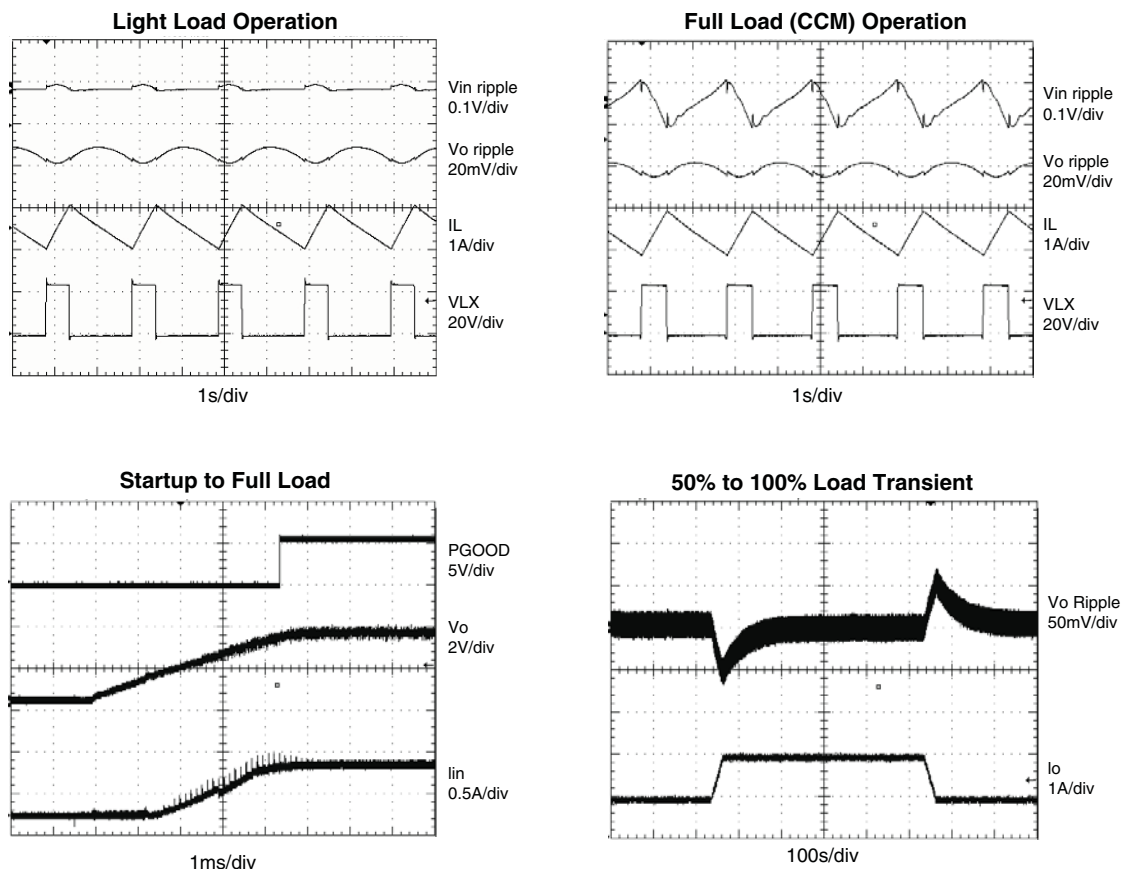 Light Load Operation
Vin ripple
0.1V/div
Vo ripple
20mV/div
IL
1A/div
VLX
20V/div
1s/div
Full Load (CCM) Operation
Vin ripple
0.1V/div
Vo ripple
20mV/div
IL
1A/div
VLX
20V/div
1s/div
Startup to Full Load
PGOOD
5V/div
Vo
2V/div
Iin
0.5A/div
1ms/div
50% to 100% Load Transient
Vo Ripple
50mV/div
Io
1A/div
100s/div